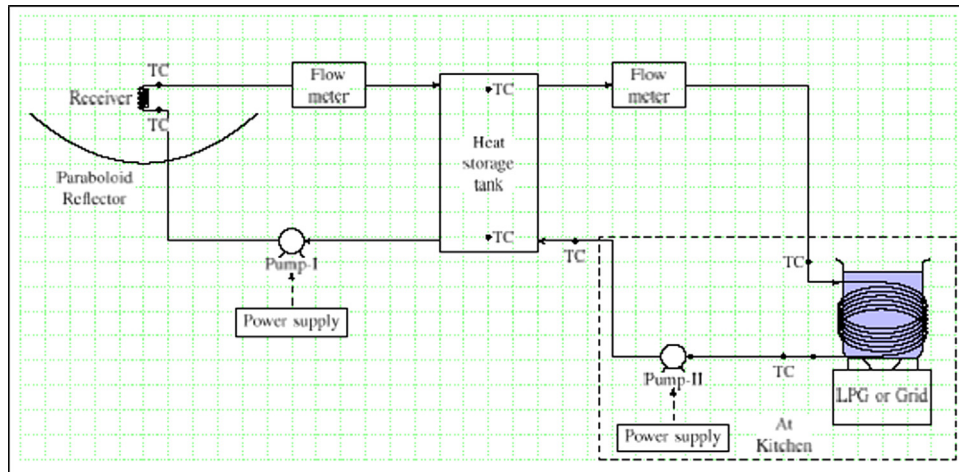 TC
Flow
meter
Flow
meter
Receiver
TC
TC
Heat
storage
tank
Paraboloid
Reflector
TC
TC
TC
Pump-I
Power supply
TC
Pump-II
LPG or Grid
Power supply
At
Kitchen